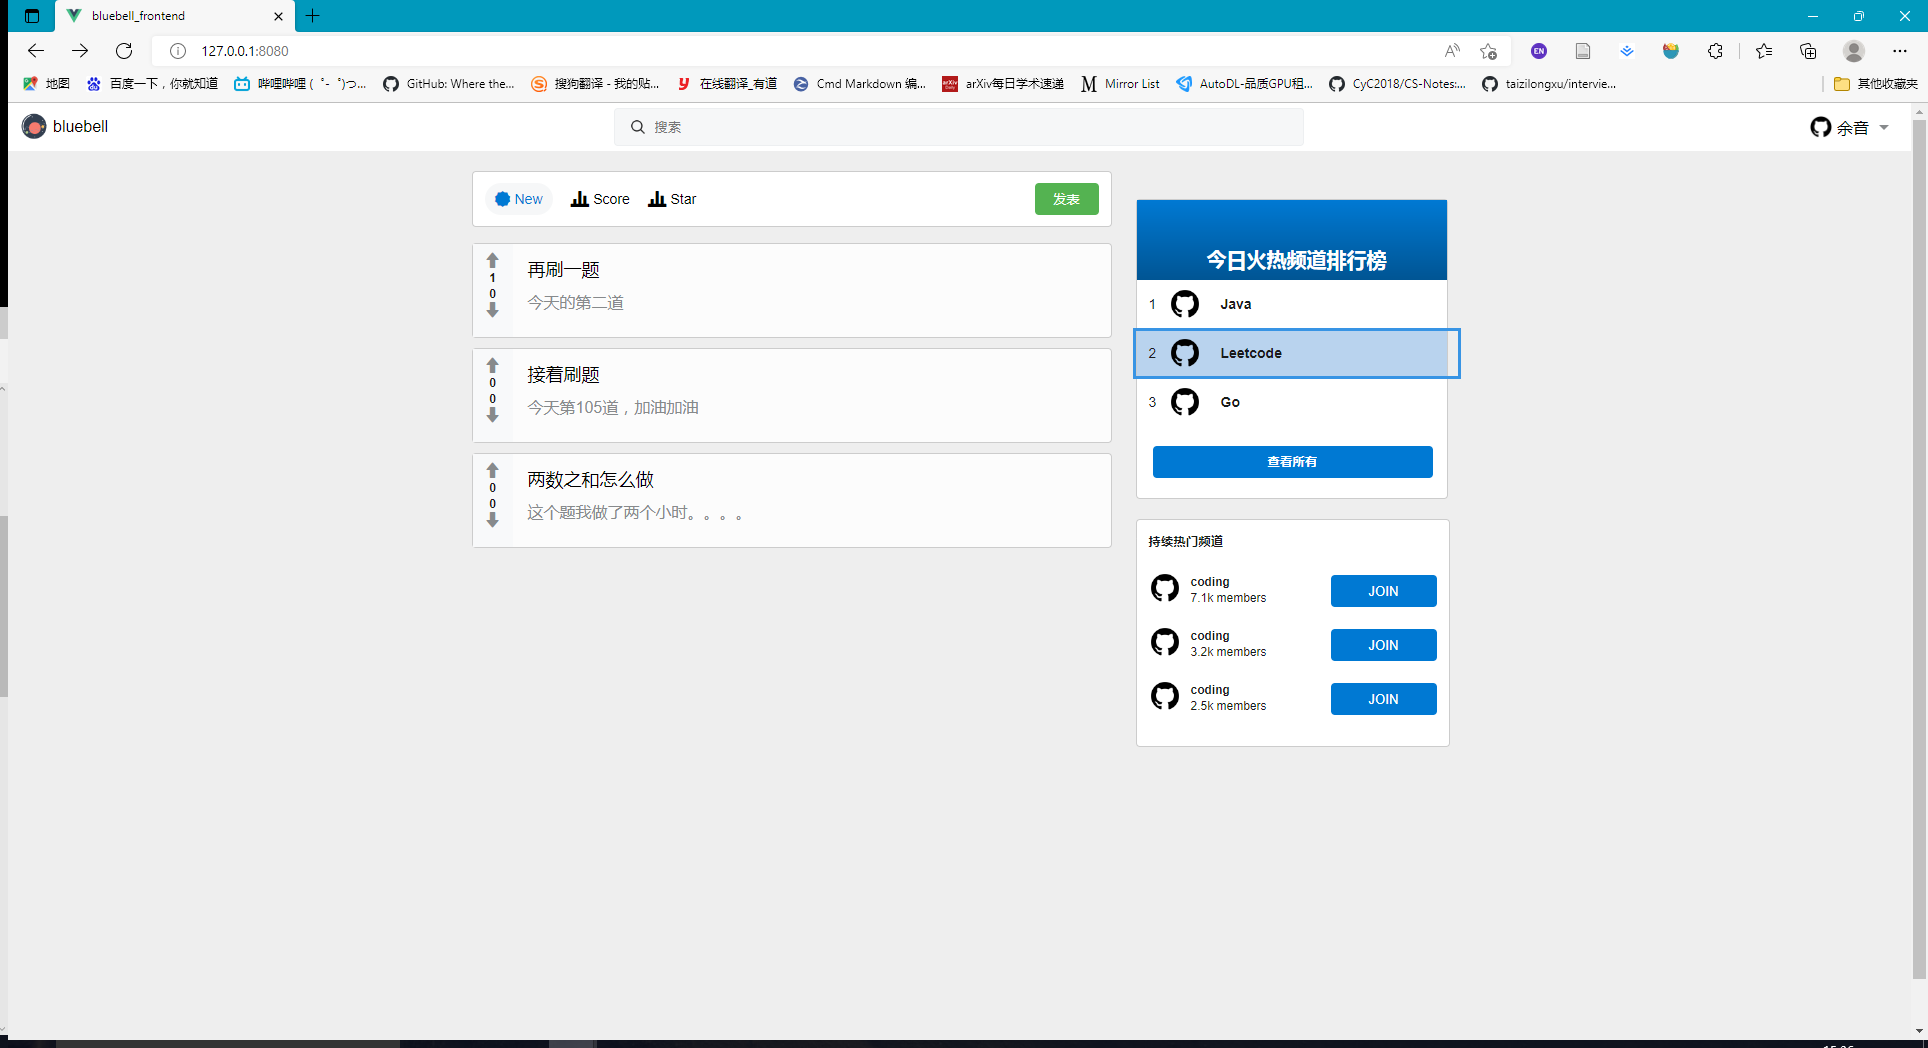 bluebell_frontend
127.0.0.1:8080
EN
地图
百度一下，你就知道
哔哩哔哩 ( ゜- ゜)つ...
GitHub: Where the...
搜狗翻译 - 我的贴...
在线翻译_有道
Cmd Markdown 编...
arXiv每日学术速递
Mirror List
AutoDL-品质GPU租...
CyC2018/CS-Notes:...
taizilongxu/intervie...
其他收藏夹
bluebell
搜索
余音
New
Score
Star
发表
1
0
再刷一题
今天的第二道
0
0
接着刷题
今天第105道，加油加油
0
0
两数之和怎么做
这个题我做了两个小时。。。。
今日火热频道排行榜
1 Java
2 Leetcode
3 Go
查看所有
持续热门频道
coding
7.1k members
JOIN
coding
3.2k members
JOIN
coding
2.5k members
JOIN